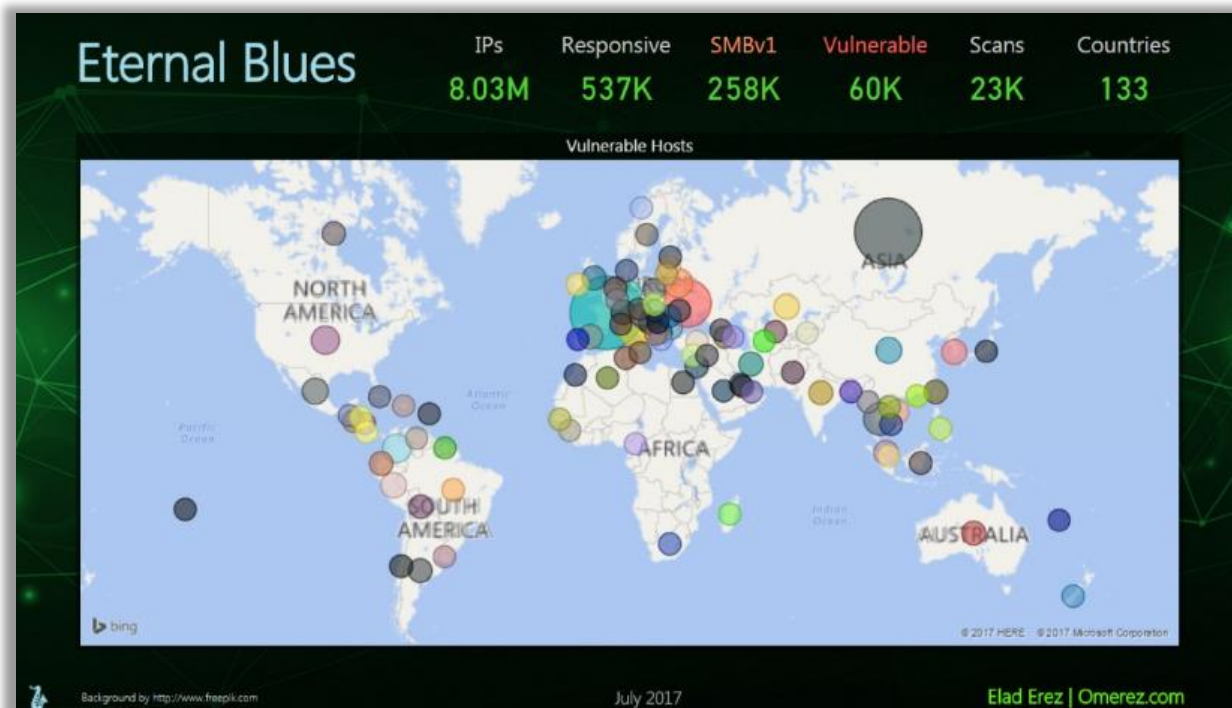 Eternal Blues
IPs Responsive SMBv1 Vulnerable Scans Countries
8.03M 537K 258K 60K 23K 133
Vulnerable Hosts
ASIA
NORTH
AMERICA
Atlantic
Ocean
Pacific
Ocean
AFRICA
SOUTH
AMERICA
Indian
Ocean
AUSTRALIA
bing
© 2017 HERE © 2017 Microsoft Corporation
Background by http://www.freepik.com
July 2017
Elad Erez | Omerez.com